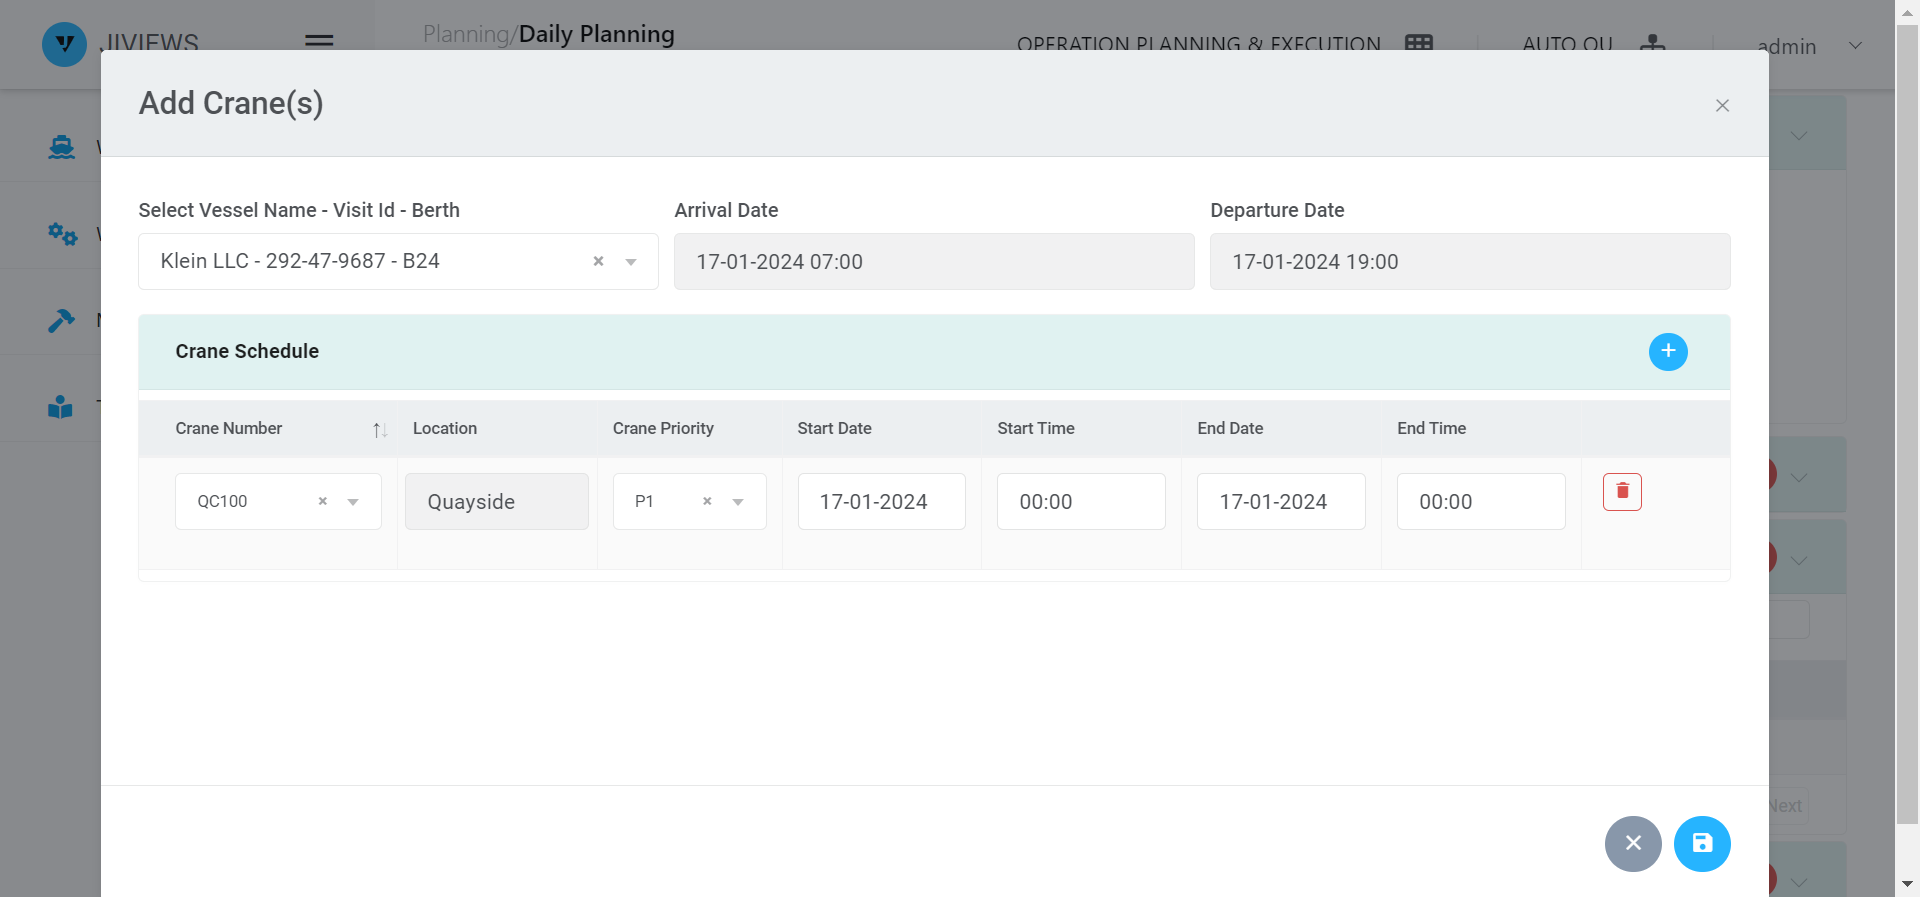 JIVIEWS
Planning/Daily Planning
OPERATION PLANNING & EXECUTION
AUTO OU
admin
Add Crane(s)
Select Vessel Name - Visit Id - Berth
Arrival Date
Departure Date
Klein LLC - 292-47-9687 - B24
17-01-2024 07:00
17-01-2024 19:00
Crane Schedule
Crane Number
Location
Crane Priority
Start Date
Start Time
End Date
End Time
QC100
Quayside
P1
17-01-2024
00:00
17-01-2024
00:00
Next